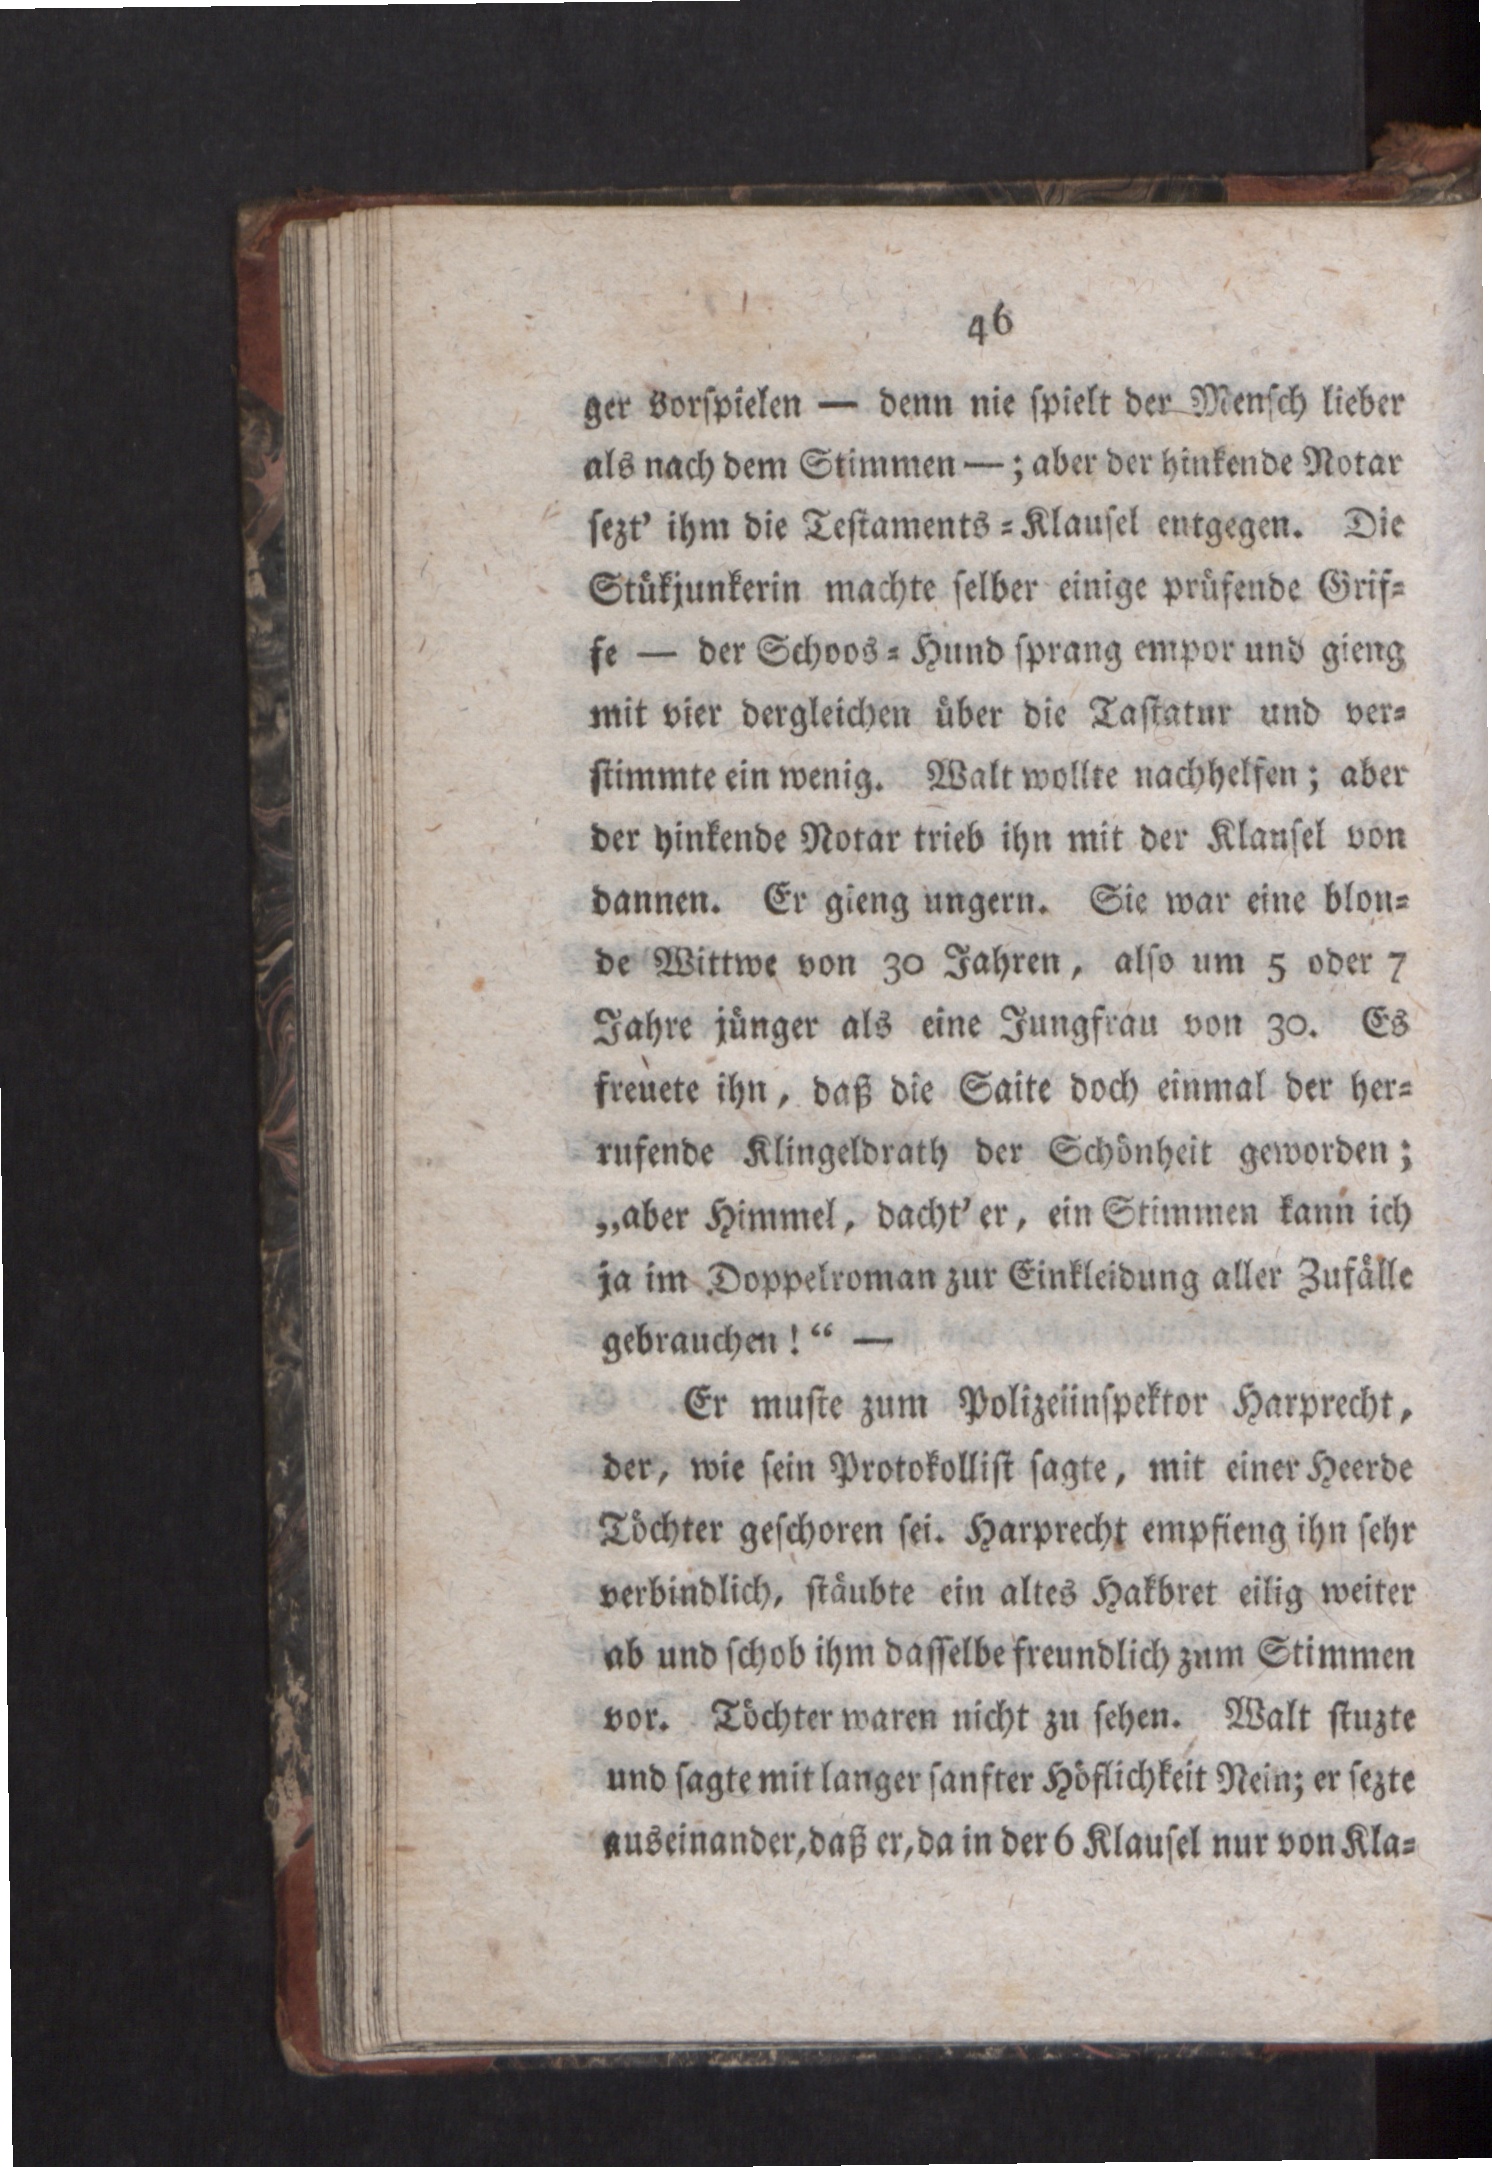 46
ger vorſpielen — denn nie ſpielt der Menſch lieber
als nach dem Stimmen — ; aber der hinkende Notar
ſezt’ ihm die Teſtaments-Klauſel entgegen. Die
Stükjunkerin machte ſelber einige prüfende Grif-
fe — der Schoos-Hund ſprang empor und gieng
mit vier dergleichen über die Taſtatur und ver-
ſtimmte ein wenig. Walt wollte nachhelfen; aber
der hinkende Notar trieb ihn mit der Klauſel von
dannen. Er gieng ungern. Sie war eine blon-
de Wittwe von 30 Jahren, alſo um 5 oder 7
Jahre jünger als eine Jungfrau von 30. Es
freuete ihn, daß die Saite doch einmal der her-
rufende Klingeldrath der Schönheit geworden;
„aber Himmel, dacht’ er, ein Stimmen kann ich
ja im Doppelroman zur Einkleidung aller Zufälle
gebrauchen!“ —
Er muſte zum Polizeiinſpektor Harprecht,
der, wie ſein Protokolliſt ſagte, mit einer Heerde
Töchter geſchoren ſei. Harprecht empfieng ihn ſehr
verbindlich, ſtäubte ein altes Hakbret eilig weiter
ab und ſchob ihm daſſelbe freundlich zum Stimmen
vor. Töchter waren nicht zu ſehen. Walt ſtuzte
und ſagte mit langer ſanfter Höflichkeit Nein; er ſezte
auseinander, daß er, da in der 6 Klauſel nur von Kla-